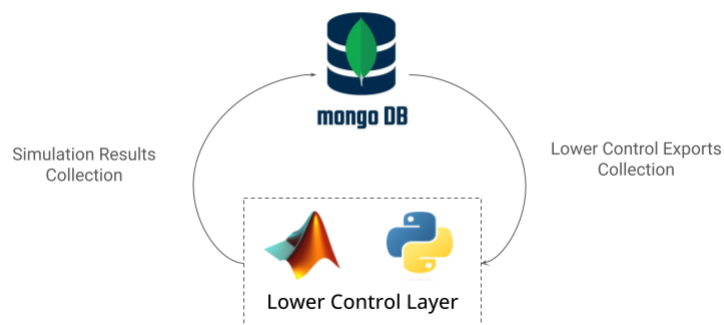 mongo DB
Simulation Results
Collection
Lower Control Exports
Collection
Lower Control Layer